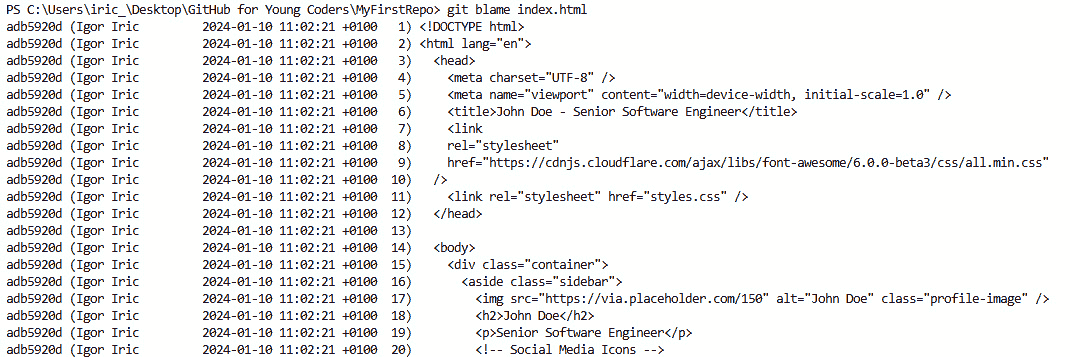 PS C:\Users\iric_\Desktop\GitHub for Young Coders\MyFirstRepo> git blame index.html
adb5920d (Igor Iric         2024-01-10 11:02:21 +0100   1) <!DOCTYPE html>
adb5920d (Igor Iric         2024-01-10 11:02:21 +0100   2) <html lang="en">
adb5920d (Igor Iric         2024-01-10 11:02:21 +0100   3)   <head>
adb5920d (Igor Iric         2024-01-10 11:02:21 +0100   4)     <meta charset="UTF-8" />
adb5920d (Igor Iric         2024-01-10 11:02:21 +0100   5)     <meta name="viewport" content="width=device-width, initial-scale=1.0" />
adb5920d (Igor Iric         2024-01-10 11:02:21 +0100   6)     <title>John Doe - Senior Software Engineer</title>
adb5920d (Igor Iric         2024-01-10 11:02:21 +0100   7)     <link
adb5920d (Igor Iric         2024-01-10 11:02:21 +0100   8)     rel="stylesheet"
adb5920d (Igor Iric         2024-01-10 11:02:21 +0100   9)     href="https://cdnjs.cloudflare.com/ajax/libs/font-awesome/6.0.0-beta3/css/all.min.css"
adb5920d (Igor Iric         2024-01-10 11:02:21 +0100  10)   />
adb5920d (Igor Iric         2024-01-10 11:02:21 +0100  11)     <link rel="stylesheet" href="styles.css" />
adb5920d (Igor Iric         2024-01-10 11:02:21 +0100  12)   </head>
adb5920d (Igor Iric         2024-01-10 11:02:21 +0100  13)
adb5920d (Igor Iric         2024-01-10 11:02:21 +0100  14)   <body>
adb5920d (Igor Iric         2024-01-10 11:02:21 +0100  15)     <div class="container">
adb5920d (Igor Iric         2024-01-10 11:02:21 +0100  16)       <aside class="sidebar">
adb5920d (Igor Iric         2024-01-10 11:02:21 +0100  17)         <img src="https://via.placeholder.com/150" alt="John Doe" class="profile-image" />
adb5920d (Igor Iric         2024-01-10 11:02:21 +0100  18)         <h2>John Doe</h2>
adb5920d (Igor Iric         2024-01-10 11:02:21 +0100  19)         <p>Senior Software Engineer</p>
adb5920d (Igor Iric         2024-01-10 11:02:21 +0100  20)         <!-- Social Media Icons -->